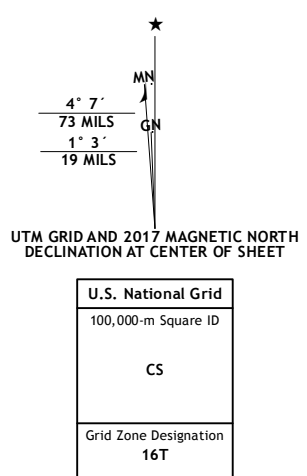 ★
MN
4° 7´
73 MILS
GN
1° 3´
19 MILS
UTM GRID AND 2017 MAGNETIC NORTH
DECLINATION AT CENTER OF SHEET
U.S. National Grid
100,000-m Square ID
CS
Grid Zone Designation
16T